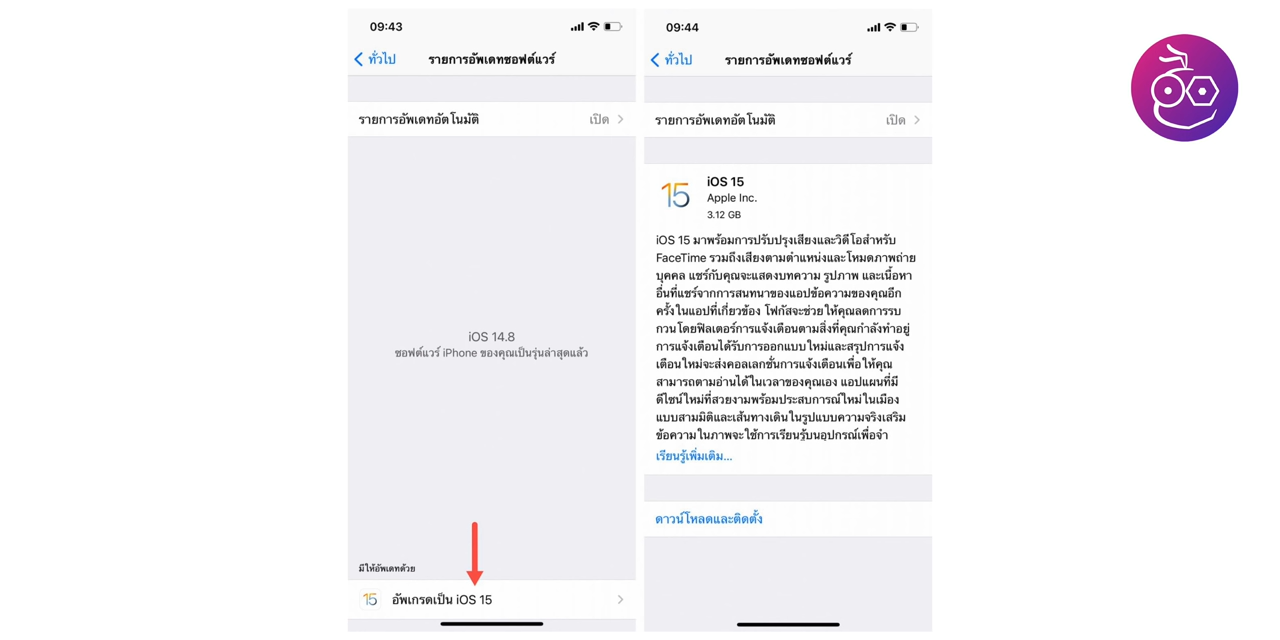 09:43
ทั่วไป
รายการอัพเดทซอฟต์แวร์
รายการอัพเดทอัตโนมัติ
เปิด
iOS 14.8
ซอฟต์แวร์ iPhone ของคุณเป็นรุ่นล่าสุดแล้ว
มีให้อัพเดทด้วย
15
อัพเกรดเป็น iOS 15
09:44
ทั่วไป
รายการอัพเดทซอฟต์แวร์
รายการอัพเดทอัตโนมัติ
เปิด
15
iOS 15
Apple Inc.
3.12 GB
iOS 15 มาพร้อมการปรับปรุงเสียงและวิดีโอสำหรับ
FaceTime รวมถึงเสียงตามตำแหน่งและโหมดภาพถ่าย
บุคคล แชร์กับคุณจะแสดงบทความ รูปภาพ และเนื้อหา
อื่นที่แชร์จากการสนทนาของแอปข้อความของคุณอีก
ครั้งในแอปที่เกี่ยวข้อง โฟกัสจะช่วยให้คุณลดการรบ
กวนโดยฟิลเตอร์การแจ้งเตือนตามสิ่งที่คุณกำลังทำอยู่
การแจ้งเตือนได้รับการออกแบบใหม่และสรุปการแจ้ง
เตือนใหม่จะส่งคอลเลกชั่นการแจ้งเตือนเพื่อให้คุณ
สามารถตามอ่านได้ในเวลาของคุณเอง แอปแผนที่มี
ดีไซน์ใหม่ที่สวยงามพร้อมประสบการณ์ใหม่ในเมือง
แบบสามมิติและเส้นทางเดินในรูปแบบความจริงเสริม
ข้อความในภาพจะใช้การเรียนรู้บนอุปกรณ์เพื่อจำ
เรียนรู้เพิ่มเติม...
ดาวน์โหลดและติดตั้ง